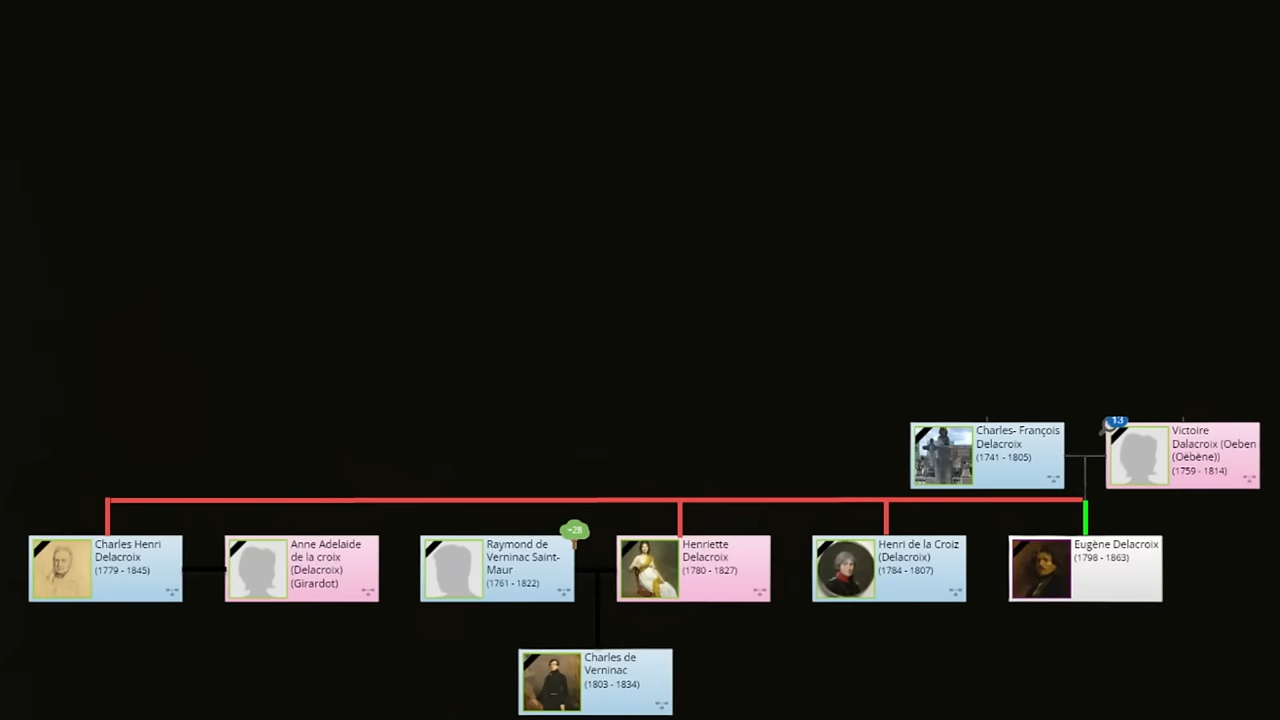 13
Charles- François
Delacroix
(1741 - 1805)
Victoire
Dalacroix (Oeben
(Oëbène))
(1759 - 1814)
+28
Charles Henri
Delacroix
(1779 - 1845)
Anne Adelaide
de la croix
(Delacroix)
(Girardot)
Raymond de
Verninac Saint-
Maur
(1761 - 1822)
Henriette
Delacroix
(1780 - 1827)
Henri de la Croiz
(Delacroix)
(1784 - 1807)
Eugène Delacroix
(1798 - 1863)
Charles de
Verninac
(1803 - 1834)